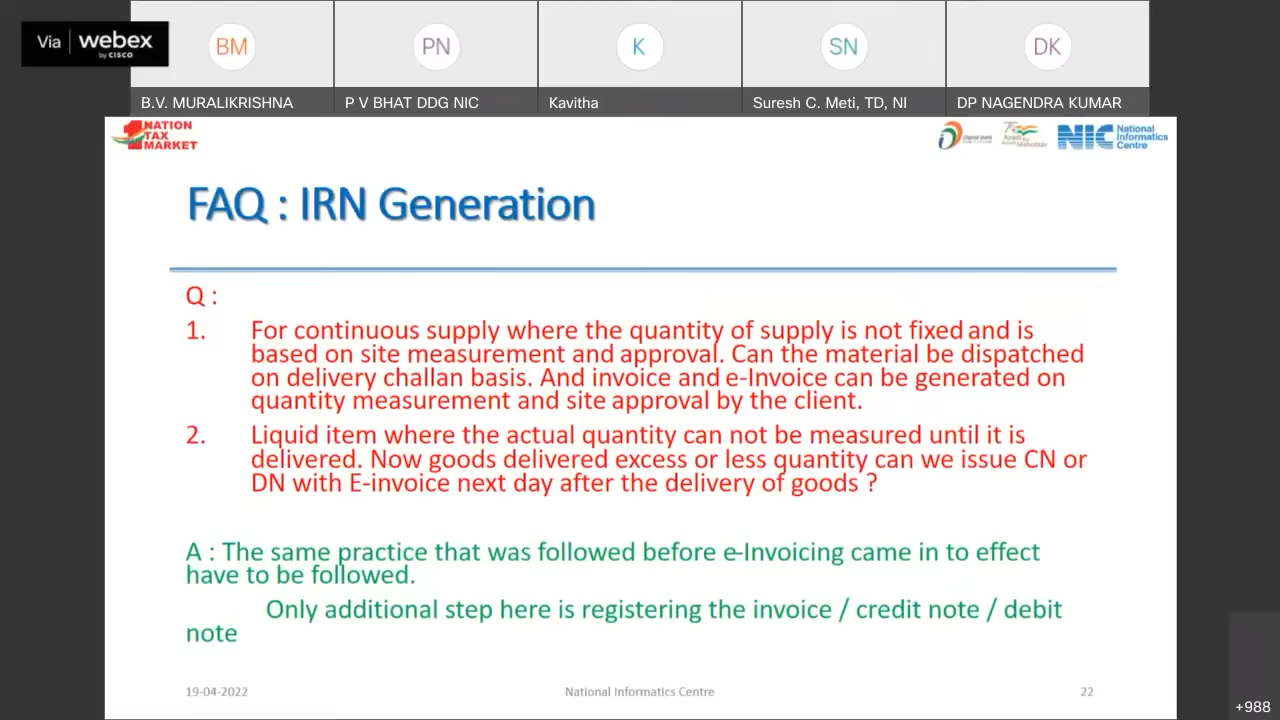 Via webex
by CISCO
BM
PN
K
SN
DK
B.V. MURALIKRISHNA
P V BHAT DDG NIC
Kavitha
Suresh C. Meti, TD, NI
DP NAGENDRA KUMAR
1 NATION
TAX
MARKET
NIC National
Informatics
Centre
FAQ : IRN Generation
Q :
1. For continuous supply where the quantity of supply is not fixed and is
based on site measurement and approval. Can the material be dispatched
on delivery challan basis. And invoice and e-Invoice can be generated on
quantity measurement and site approval by the client.
2. Liquid item where the actual quantity can not be measured until it is
delivered. Now goods delivered excess or less quantity can we issue CN or
DN with E-invoice next day after the delivery of goods ?
A : The same practice that was followed before e-Invoicing came in to effect
have to be followed.
Only additional step here is registering the invoice / credit note / debit
note
19-04-2022
National Informatics Centre
22
+988